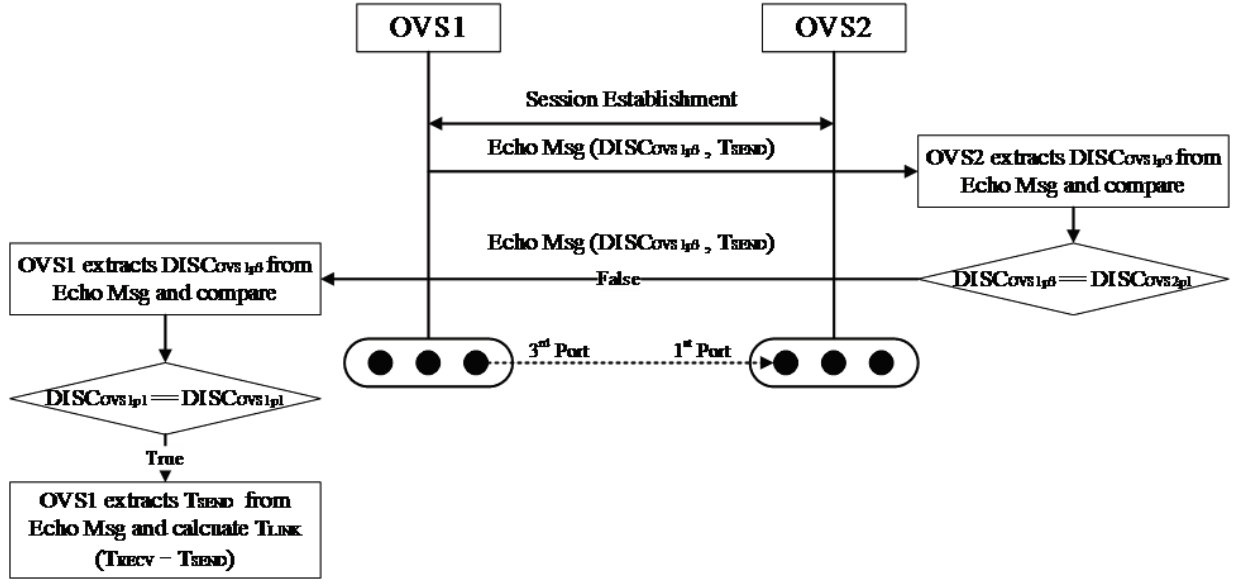 OVS1
OVS2
Session Establishment
Echo Msg (DISCOVS1p3 , TSEND)
OVS2 extracts DISCOVS1p3 from
Echo Msg and compare
Echo Msg (DISCOVS1p3 , TSEND)
False
DISCOVS1p3==DISCOVS2p1
OVS1 extracts DISCOVS1p3 from
Echo Msg and compare
3rd Port
1st Port
DISCOVS1p1==DISCOVS1p1
True
OVS1 extracts TSEND from
Echo Msg and calcuate TLINK
(TRECV − TSEND)